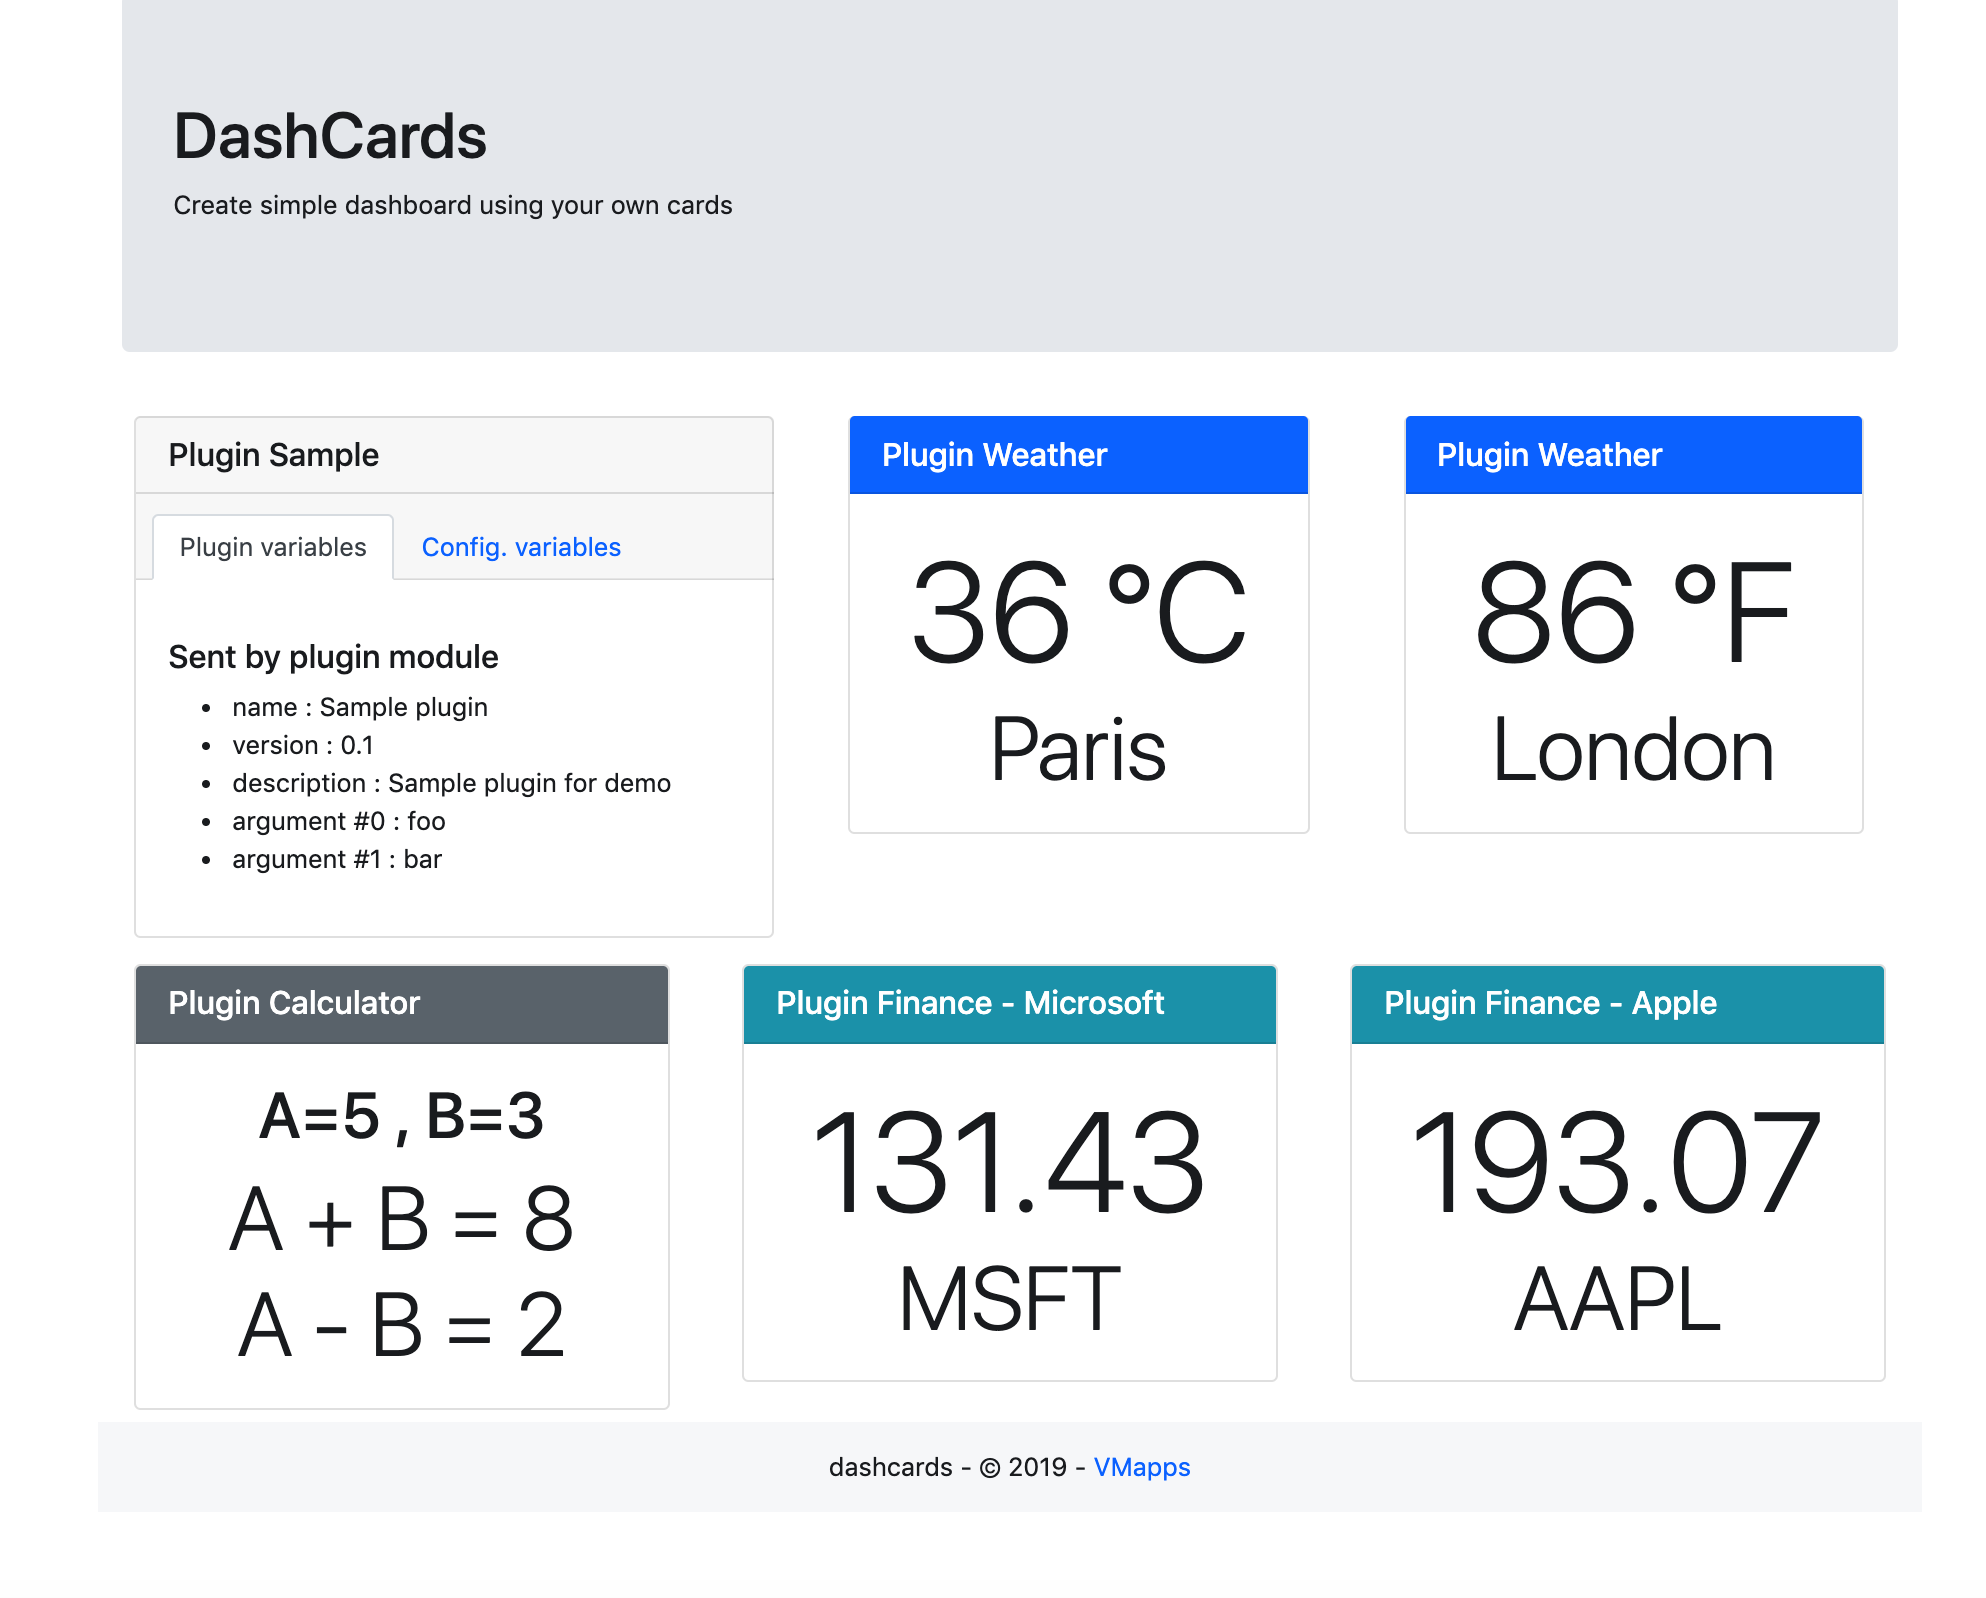 DashCards
Create simple dashboard using your own cards
Plugin Sample
Plugin variables
Config. variables
Sent by plugin module
• name : Sample plugin
• version : 0.1
• description : Sample plugin for demo
• argument #0 : foo
• argument #1 : bar
Plugin Weather
36 °C
Paris
Plugin Weather
86 °F
London
Plugin Calculator
A=5 , B=3
A + B = 8
A - B = 2
Plugin Finance - Microsoft
131.43
MSFT
Plugin Finance - Apple
193.07
AAPL
dashcards - © 2019 - VMapps